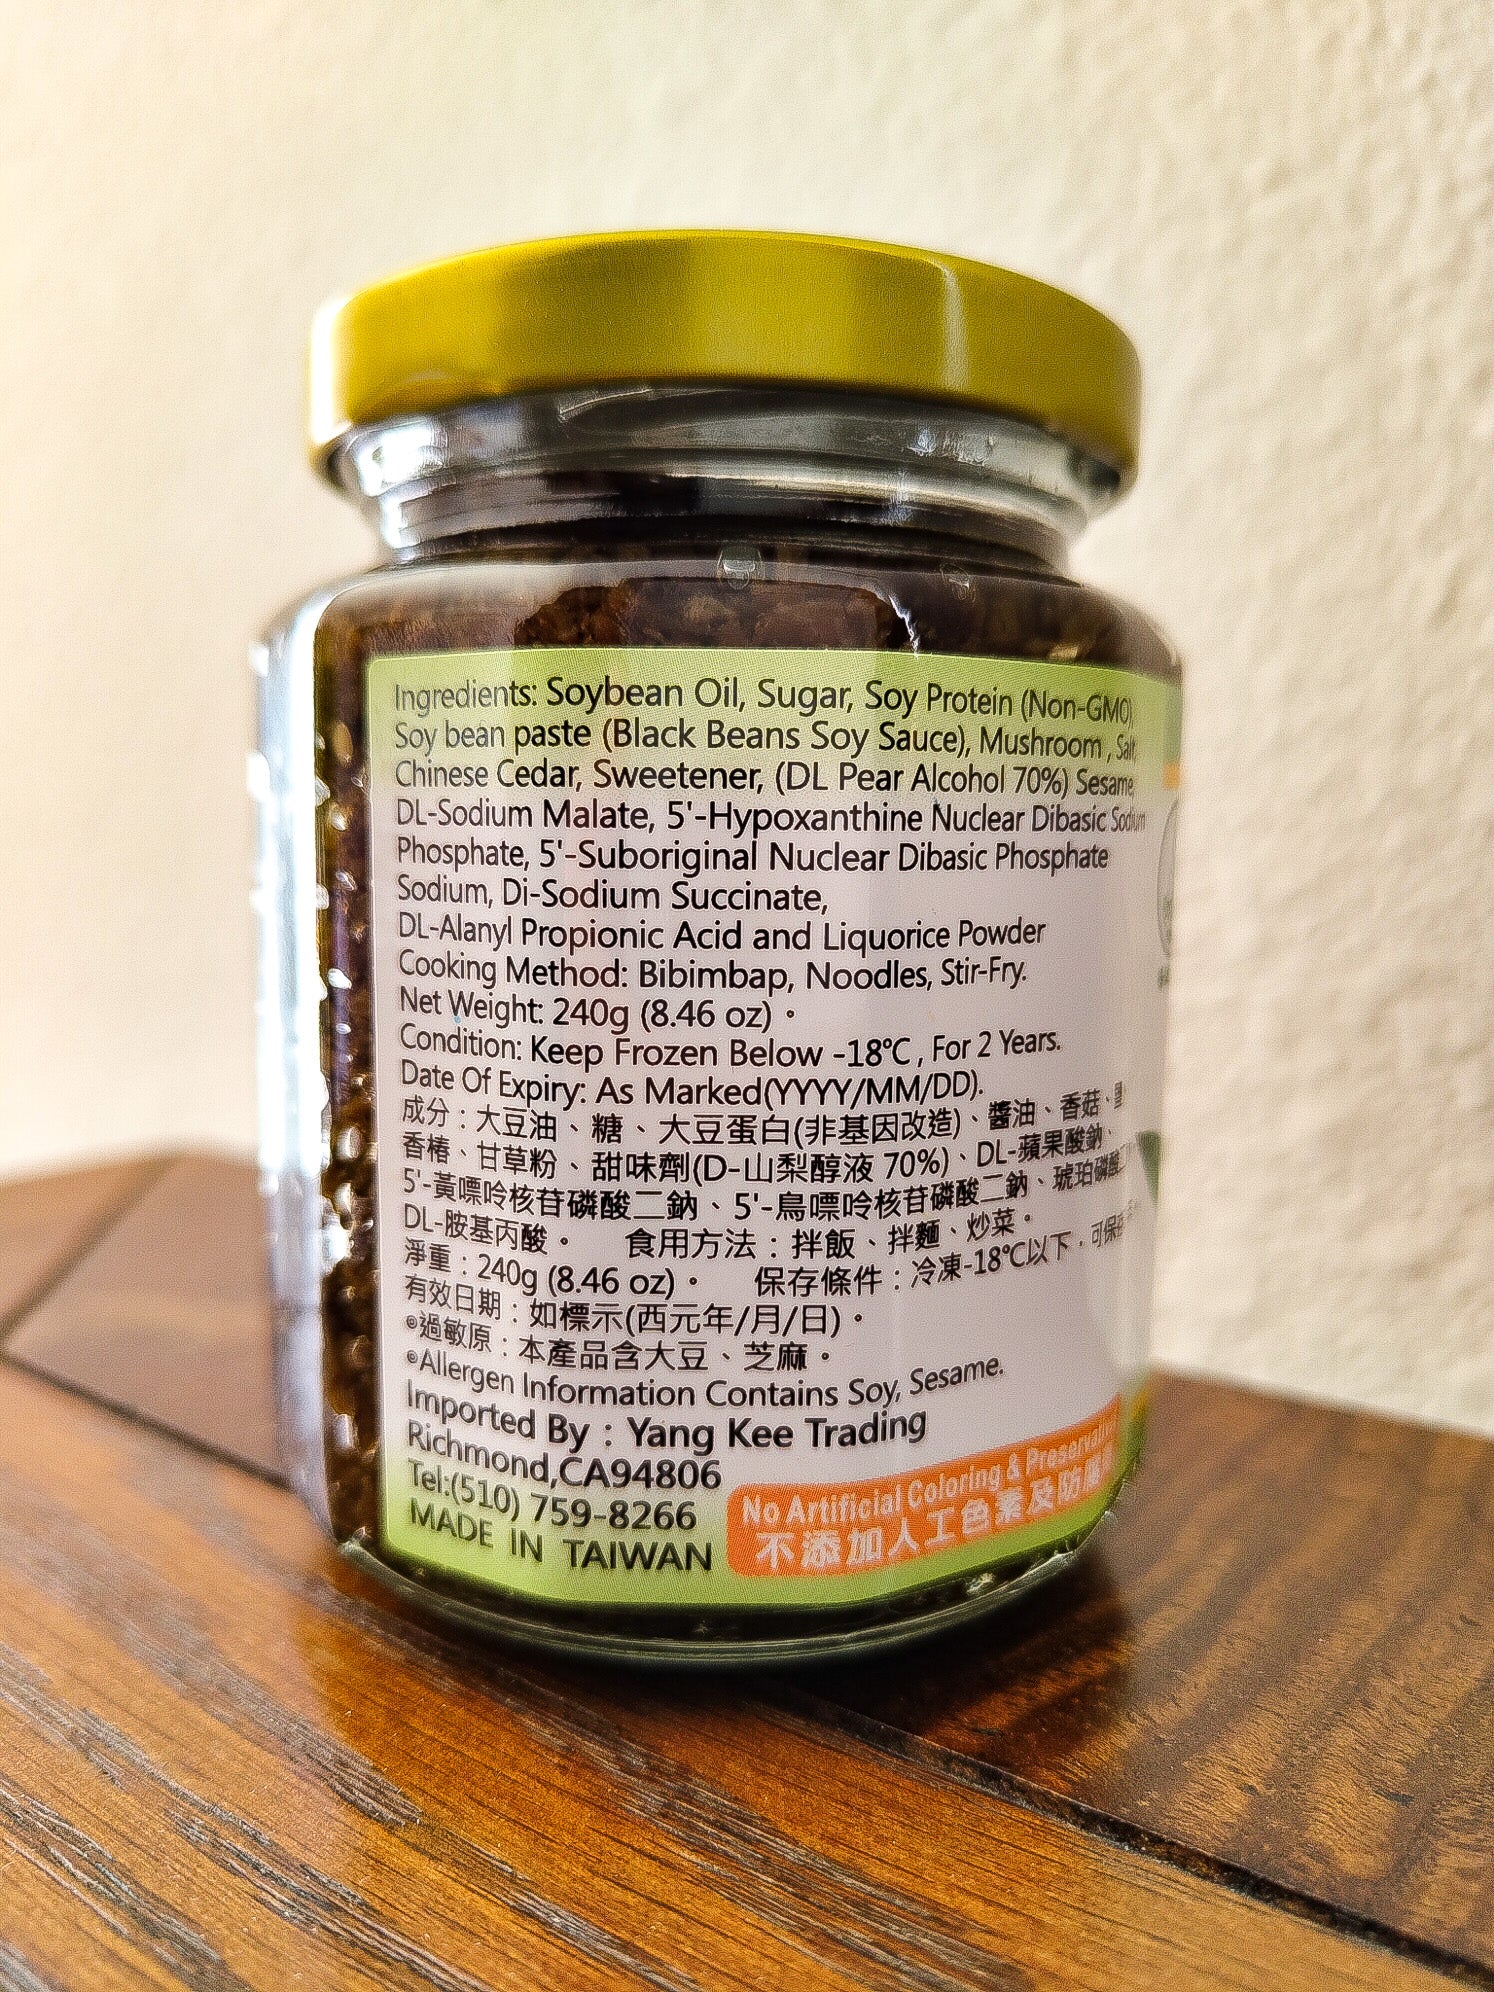 Ingredients: Soybean Oil, Sugar, Soy Protein (Non-GMO),
Soy bean paste (Black Beans Soy Sauce), Mushroom , Salt,
Chinese Cedar, Sweetener, (DL Pear Alcohol 70%) Sesame,
DL-Sodium Malate, 5'-Hypoxanthine Nuclear Dibasic Sodium
Phosphate, 5'-Suboriginal Nuclear Dibasic Phosphate
Sodium, Di-Sodium Succinate,
DL-Alanyl Propionic Acid and Liquorice Powder
Cooking Method: Bibimbap, Noodles, Stir-Fry.
Net Weight: 240g (8.46 oz)。
Condition: Keep Frozen Below -18℃ , For 2 Years.
Date Of Expiry: As Marked(YYYY/MM/DD).
成分：大豆油、糖、大豆蛋白(非基因改造)、醬油、香菇、
香椿、甘草粉、甜味劑(D-山梨醇液 70%)、DL-蘋果酸鈉、
5'-黃嘌呤核苷磷酸二鈉、5'-鳥嘌呤核苷磷酸二鈉、琥珀磷酸
DL-胺基丙酸。 食用方法：拌飯、拌麵、炒菜。
淨重：240g (8.46 oz)。 保存條件：冷凍-18℃以下，可保
有效日期：如標示(西元年/月/日)。
◎過敏原：本產品含大豆、芝麻。
◎Allergen Information Contains Soy, Sesame.
Imported By：Yang Kee Trading
Richmond,CA94806
Tel:(510) 759-8266
MADE IN TAIWAN
No Artificial Coloring & Preservati
不添加人工色素及防腐